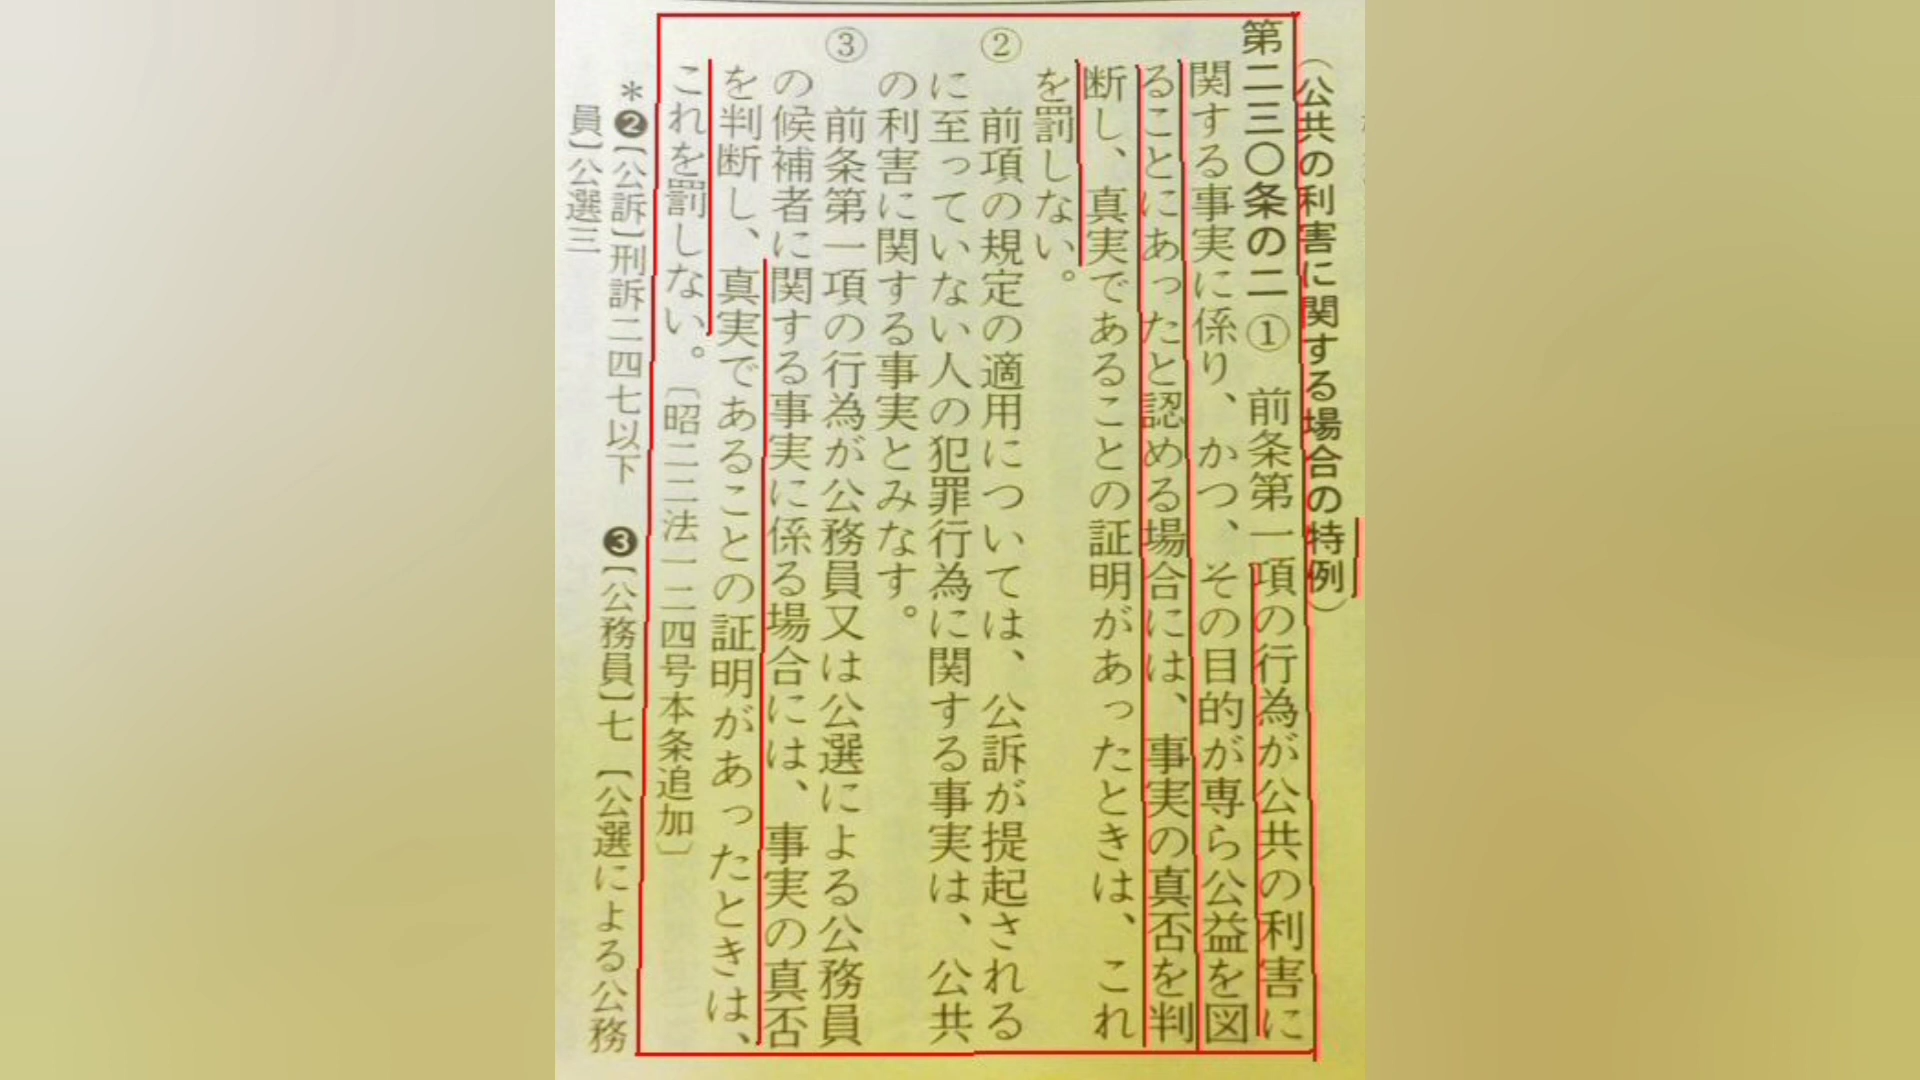 （公共の利害に関する場合の特例）
第二三〇条の二① 前条第一項の行為が公共の利害に
関する事実に係り、かつ、その目的が専ら公益を図
ることにあったと認める場合には、事実の真否を判
断し、真実であることの証明があったときは、これ
を罰しない。
② 前項の規定の適用については、公訴が提起される
に至っていない人の犯罪行為に関する事実は、公共
の利害に関する事実とみなす。
③ 前条第一項の行為が公務員又は公選による公務員
の候補者に関する事実に係る場合には、事実の真否
を判断し、真実であることの証明があったときは、
これを罰しない。〔昭二二法一二四号本条追加〕
＊❷【公訴】刑訴二四七以下 ❸【公務員】七【公選による公務
員】公選三